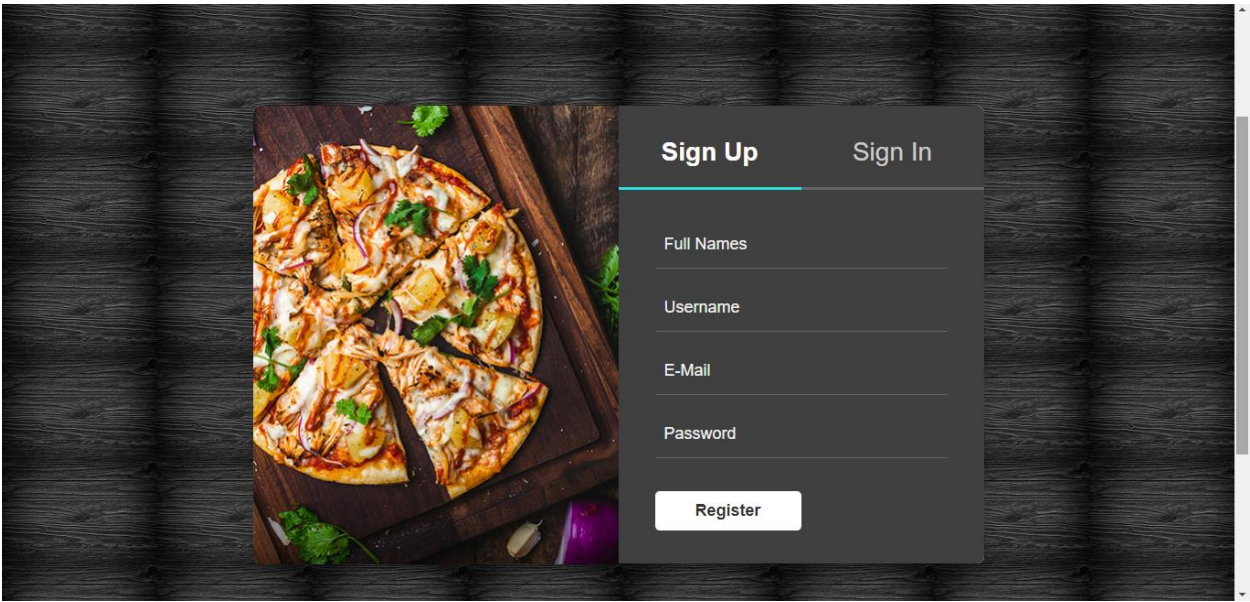 Sign Up Sign In
Full Names
Username
E-Mail
Password
Register